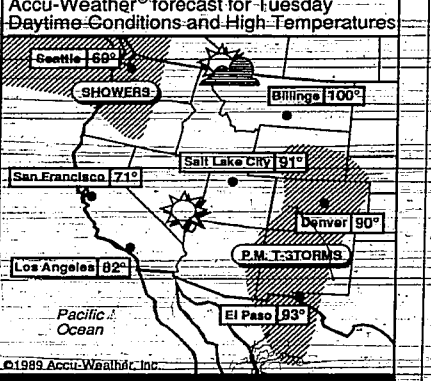 Accu-Weather® forecast for Tuesday
Daytime Conditions and High Temperatures
Seattle 69°
SHOWERS
Billings 100°
Salt Lake City 91°
San Francisco 71°
Denver 90°
P.M. T-STORMS
Los Angeles 82°
El Paso 93°
Pacific
Ocean
©1989 Accu-Weather, Inc.